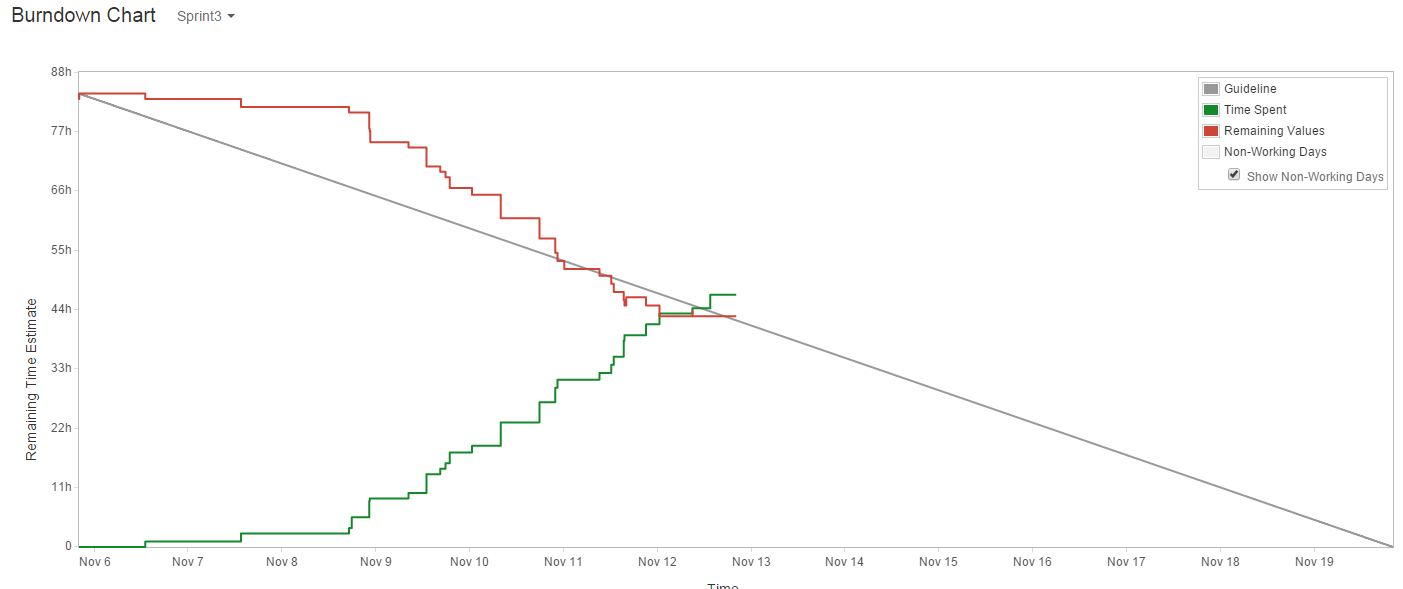 Burndown Chart Sprint3
88h
77h
66h
55h
44h
33h
22h
11h
0
Remaining Time Estimate
Guideline
Time Spent
Remaining Values
Non-Working Days
Show Non-Working Days
Nov 6 Nov 7 Nov 8 Nov 9 Nov 10 Nov 11 Nov 12 Nov 13 Nov 14 Nov 15 Nov 16 Nov 17 Nov 18 Nov 19
Time